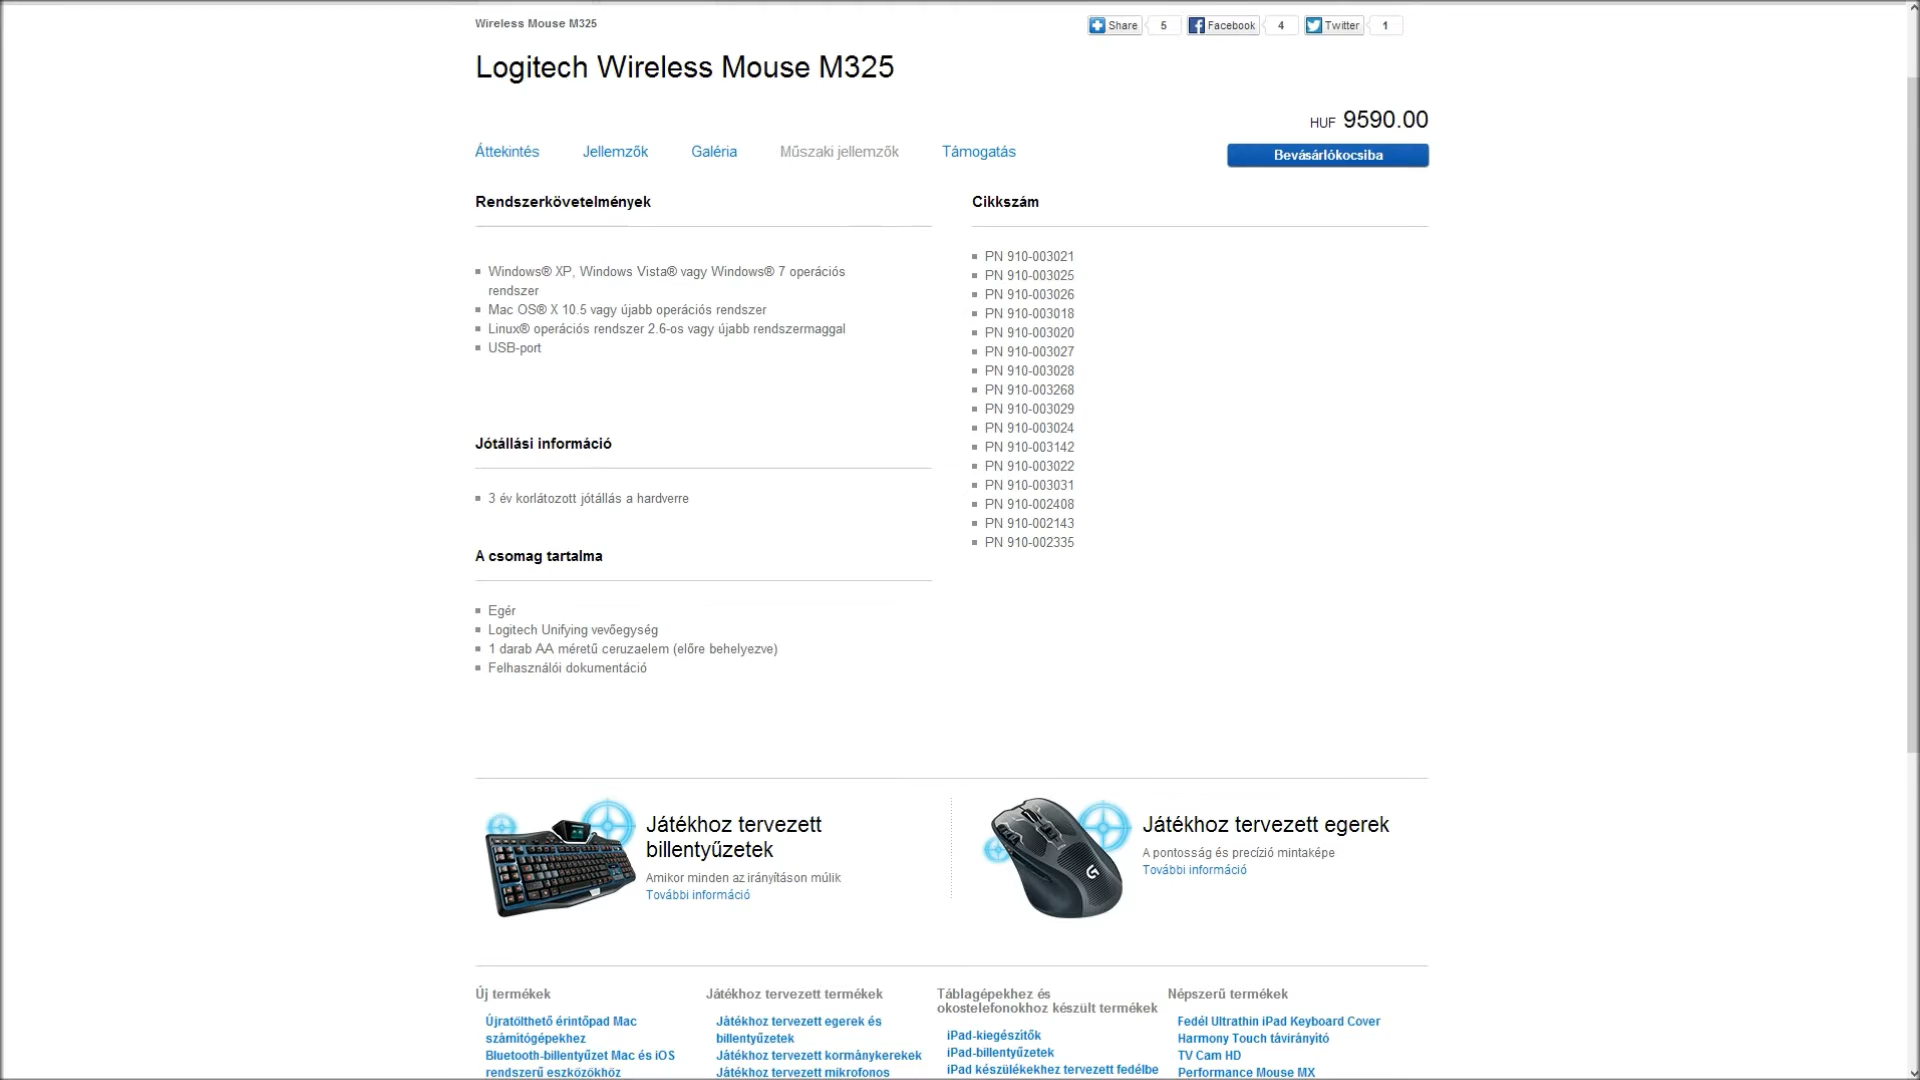 Wireless Mouse M325
Share 5 Facebook 4 Twitter 1
Logitech Wireless Mouse M325
HUF 9590.00
Áttekintés Jellemzők Galéria Műszaki jellemzők Támogatás
Bevásárlókocsiba
Rendszerkövetelmények
Windows® XP, Windows Vista® vagy Windows® 7 operációs
rendszer
Mac OS® X 10.5 vagy újabb operációs rendszer
Linux® operációs rendszer 2.6-os vagy újabb rendszermaggal
USB-port
Jótállási információ
3 év korlátozott jótállás a hardverre
A csomag tartalma
Egér
Logitech Unifying vevőegység
1 darab AA méretű ceruzaelem (előre behelyezve)
Felhasználói dokumentáció
Cikkszám
PN 910-003021
PN 910-003025
PN 910-003026
PN 910-003018
PN 910-003020
PN 910-003027
PN 910-003028
PN 910-003268
PN 910-003029
PN 910-003024
PN 910-003142
PN 910-003022
PN 910-003031
PN 910-002408
PN 910-002143
PN 910-002335
Játékhoz tervezett
billentyűzetek
Amikor minden az irányításon múlik
További információ
Játékhoz tervezett egerek
A pontosság és precízió mintaképe
További információ
Új termékek
Újratölthető érintőpad Mac
számítógépekhez
Bluetooth-billentyűzet Mac és iOS
rendszerű eszközökhöz
Játékhoz tervezett termékek
Játékhoz tervezett egerek és
billentyűzetek
Játékhoz tervezett kormánykerekek
Játékhoz tervezett mikrofonos
Táblagépekhez és
okostelefonokhoz készült termékek
iPad-kiegészítők
iPad-billentyűzetek
iPad készülékekhez tervezett fedélbe
Népszerű termékek
Fedél Ultrathin iPad Keyboard Cover
Harmony Touch távirányító
TV Cam HD
Performance Mouse MX